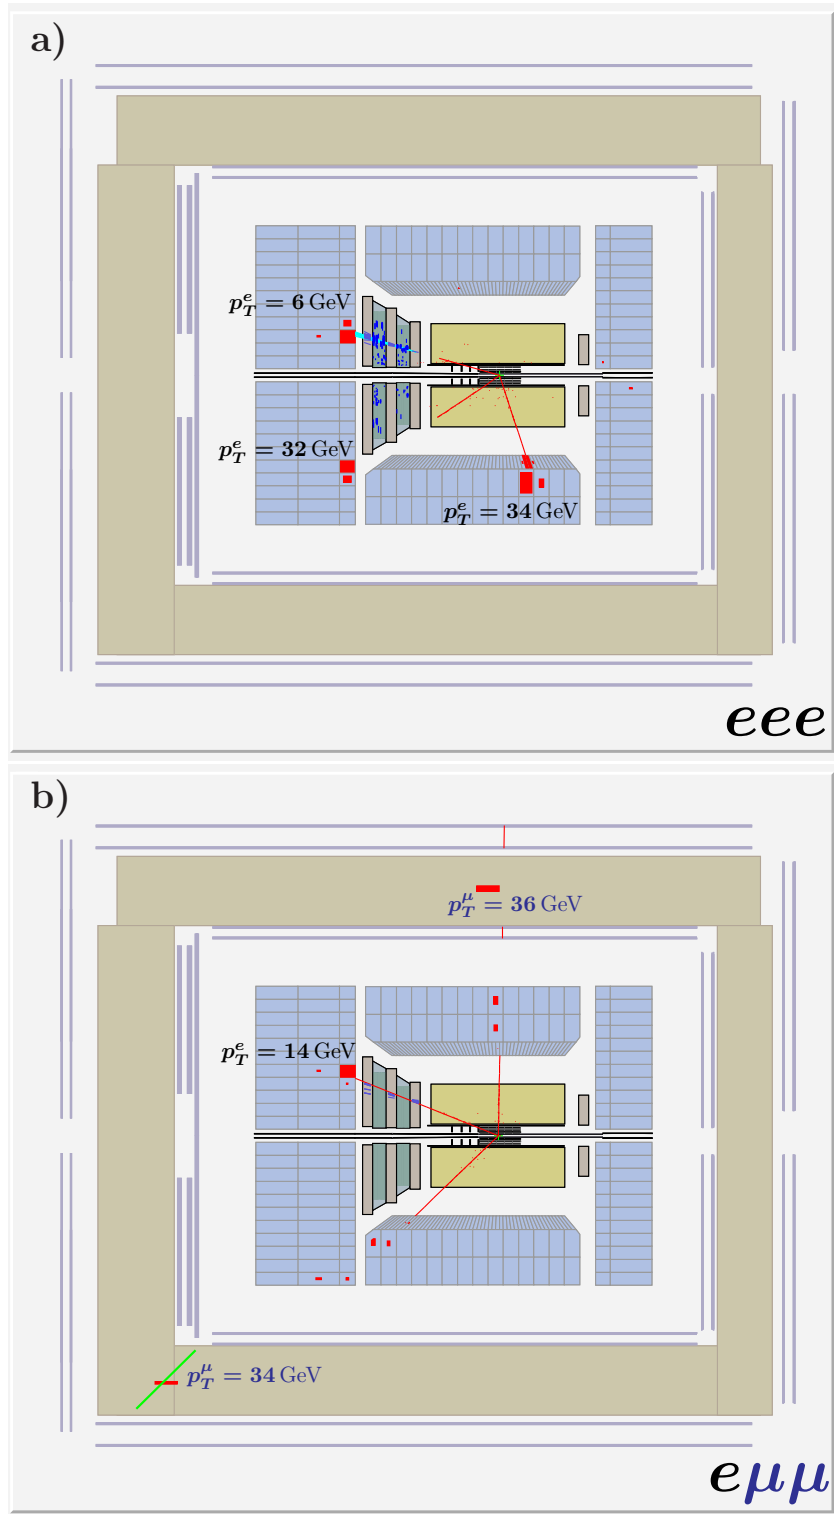 a)
p_T^e = 6 GeV
p_T^e = 32 GeV
p_T^e = 34 GeV
eee
b)
p_T^μ = 36 GeV
p_T^e = 14 GeV
p_T^μ = 34 GeV
eμμ